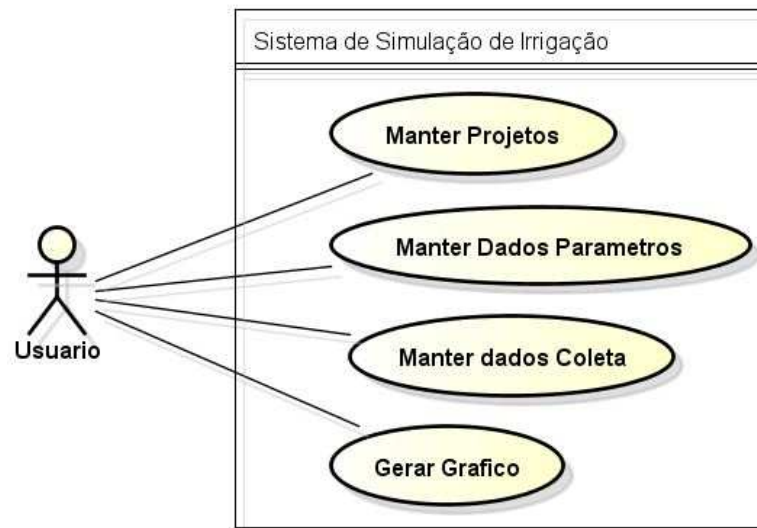 Sistema de Simulação de Irrigação
Manter Projetos
Manter Dados Parametros
Usuario
Manter dados Coleta
Gerar Grafico